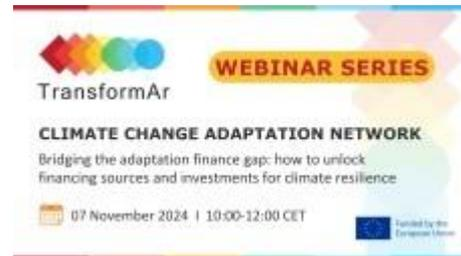 WEBINAR SERIES
TransformAr
CLIMATE CHANGE ADAPTATION NETWORK
Bridging the adaptation finance gap: how to unlock
financing sources and investments for climate resilience
07 November 2024 I 10:00-12:00 CET
Funded by the
European Union